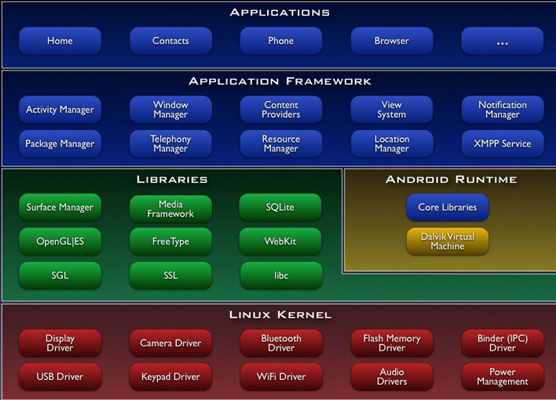 APPLICATIONS
Home Contacts Phone Browser ...
APPLICATION FRAMEWORK
Activity Manager Window Manager Content Providers View System Notification Manager
Package Manager Telephony Manager Resource Manager Location Manager XMPP Service
LIBRARIES
Surface Manager Media Framework SQLite
OpenGL|ES FreeType WebKit
SGL SSL libc
ANDROID RUNTIME
Core Libraries
Dalvik Virtual Machine
LINUX KERNEL
Display Driver Camera Driver Bluetooth Driver Flash Memory Driver Binder (IPC) Driver
USB Driver Keypad Driver WiFi Driver Audio Drivers Power Management